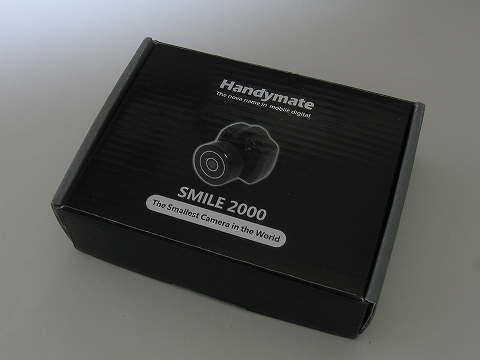 Handymate
The nova name in mobile digital
SMILE 2000
The Smallest Camera in the World